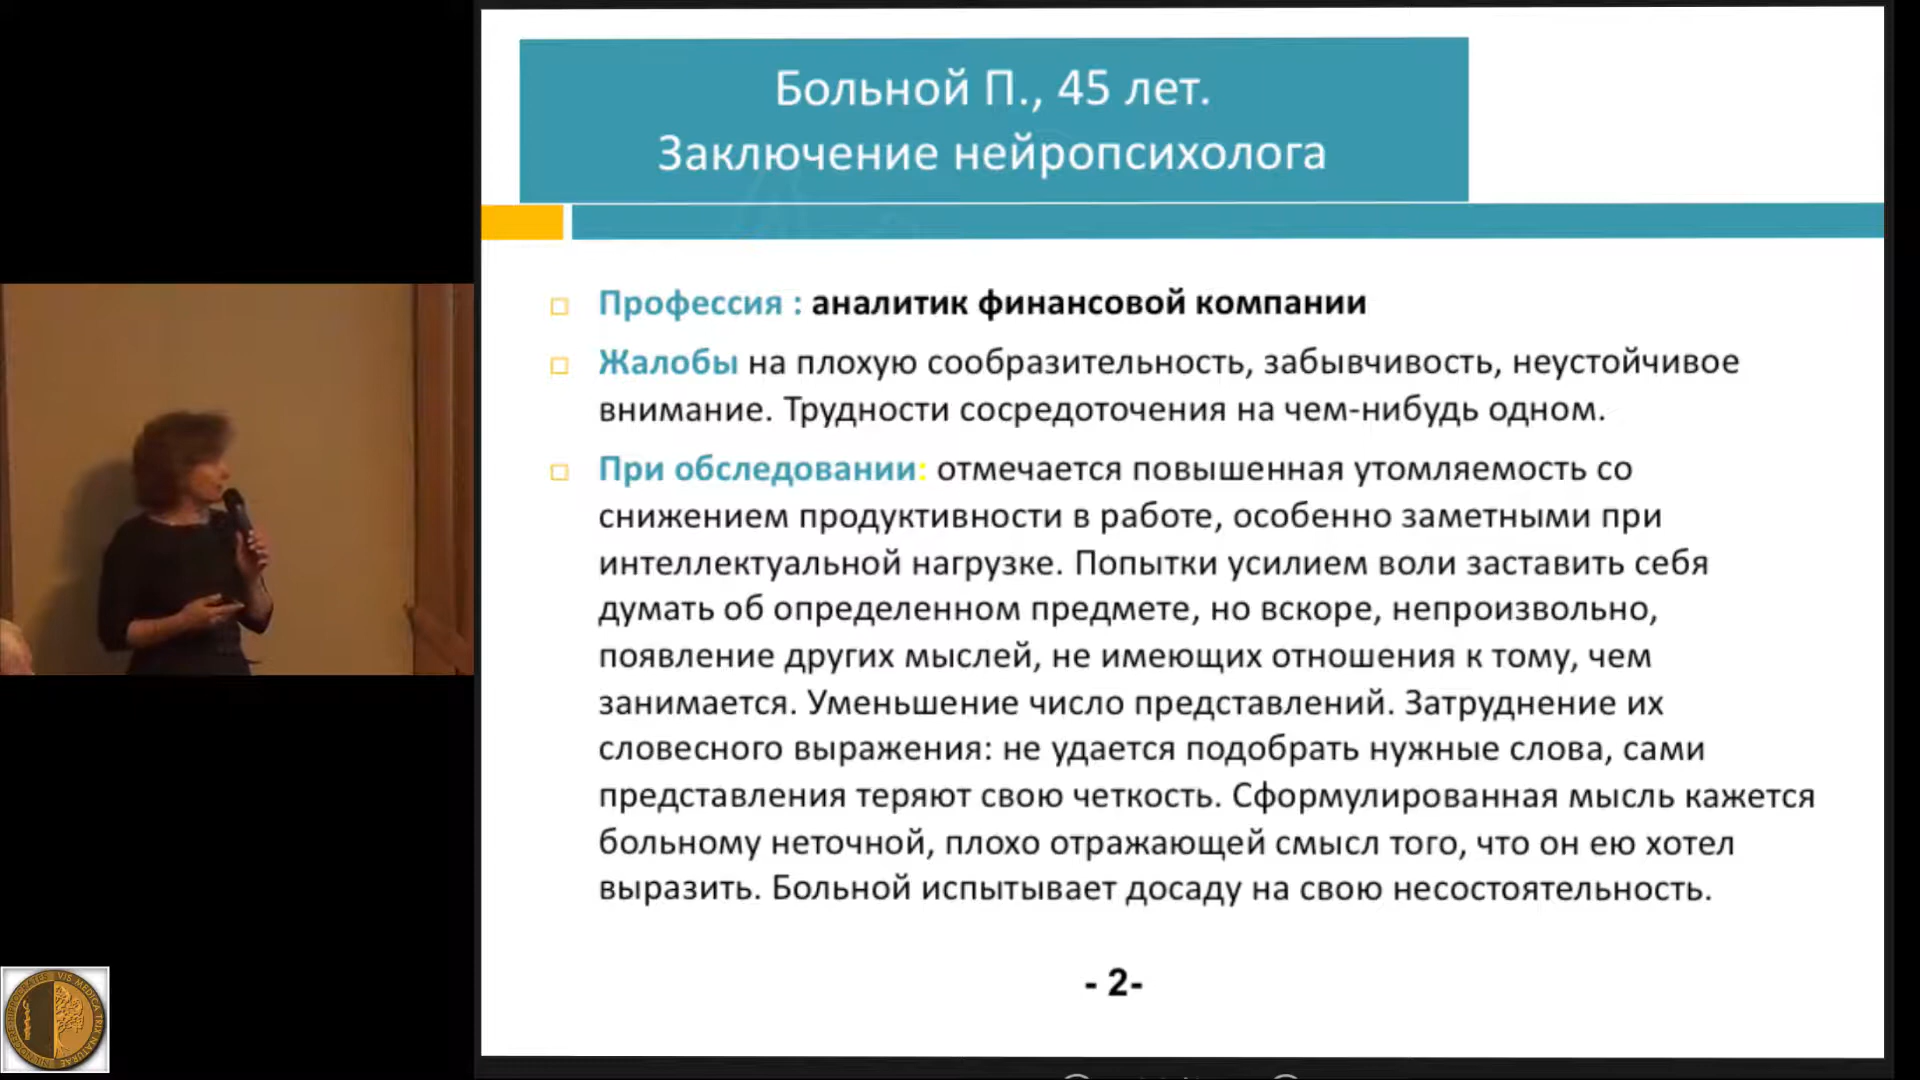 Больной П., 45 лет.
Заключение нейропсихолога
Профессия : аналитик финансовой компании
Жалобы на плохую сообразительность, забывчивость, неустойчивое
внимание. Трудности сосредоточения на чем-нибудь одном.
При обследовании: отмечается повышенная утомляемость со
снижением продуктивности в работе, особенно заметными при
интеллектуальной нагрузке. Попытки усилием воли заставить себя
думать об определенном предмете, но вскоре, непроизвольно,
появление других мыслей, не имеющих отношения к тому, чем
занимается. Уменьшение число представлений. Затруднение их
словесного выражения: не удается подобрать нужные слова, сами
представления теряют свою четкость. Сформулированная мысль кажется
больному неточной, плохо отражающей смысл того, что он ею хотел
выразить. Больной испытывает досаду на свою несостоятельность.
- 2-